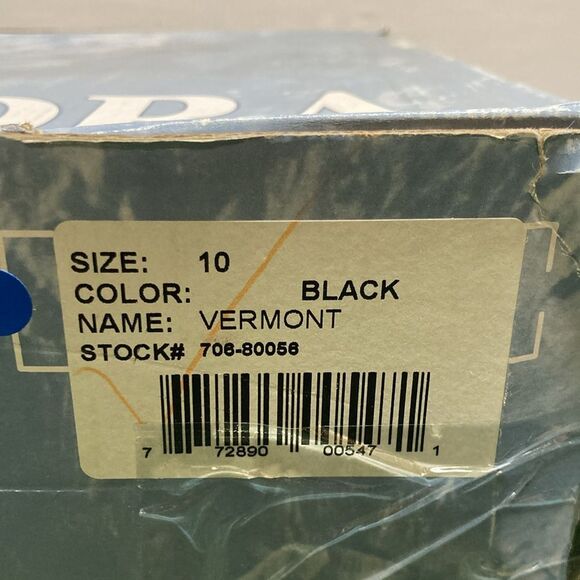 SIZE: 10
COLOR: BLACK
NAME: VERMONT
STOCK# 706-80056
7 72890 00547 1